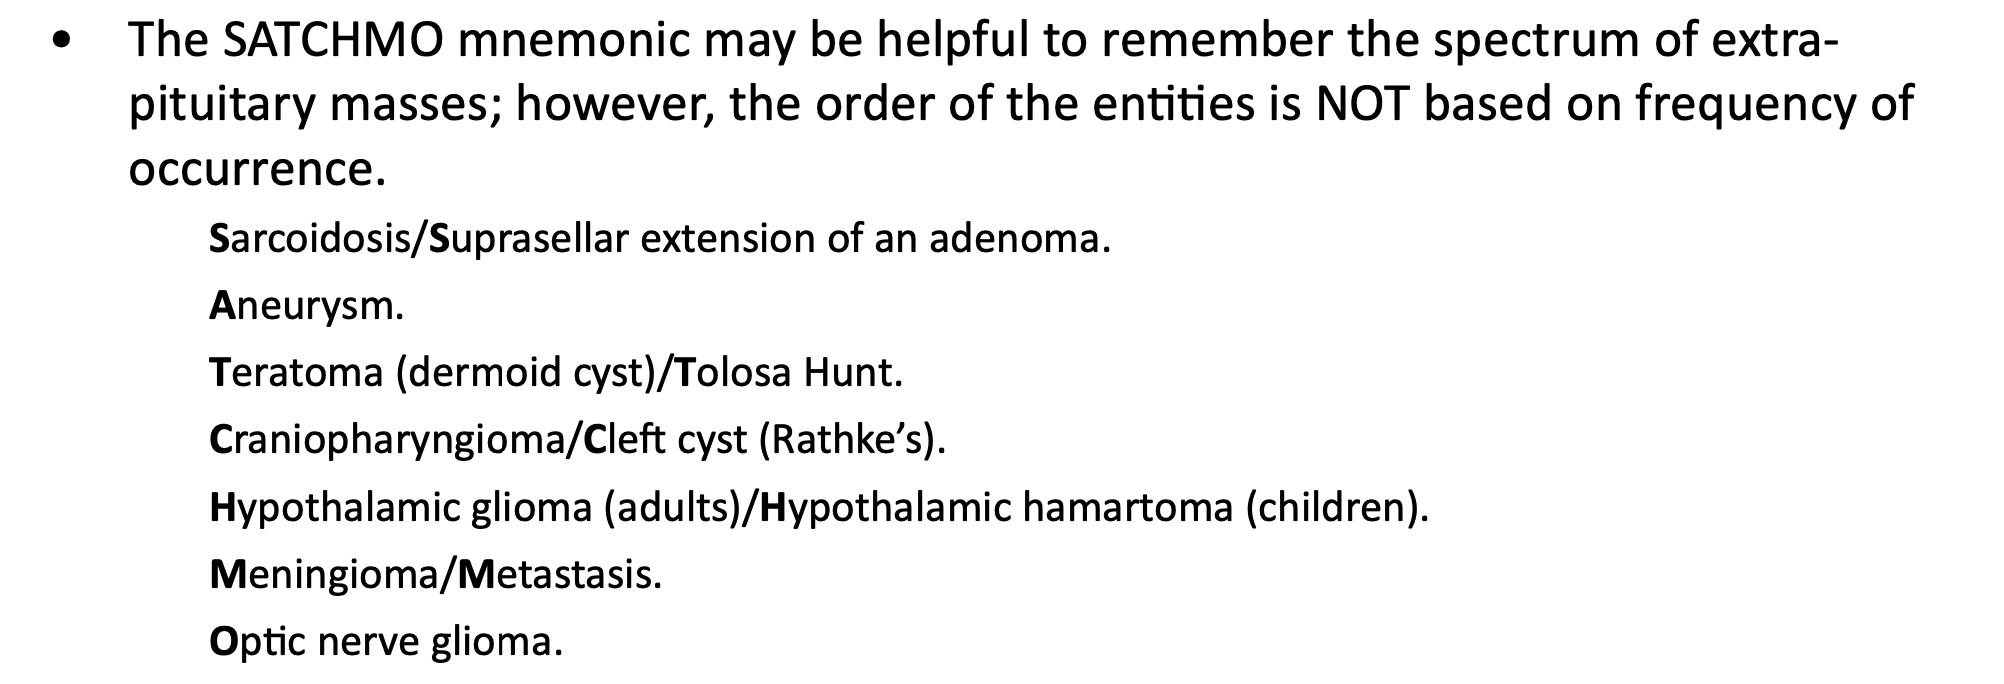 • The SATCHMO mnemonic may be helpful to remember the spectrum of extra-
pituitary masses; however, the order of the entities is NOT based on frequency of
occurrence.
Sarcoidosis/Suprasellar extension of an adenoma.
Aneurysm.
Teratoma (dermoid cyst)/Tolosa Hunt.
Craniopharyngioma/Cleft cyst (Rathke’s).
Hypothalamic glioma (adults)/Hypothalamic hamartoma (children).
Meningioma/Metastasis.
Optic nerve glioma.